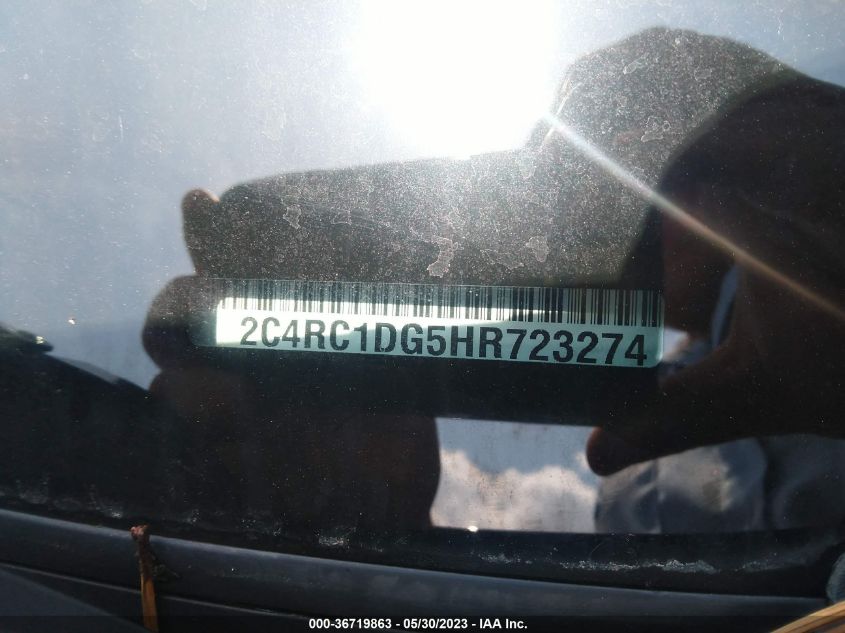 2C4RC1DG5HR723274
000-36719863 - 05/30/2023 - IAA Inc.